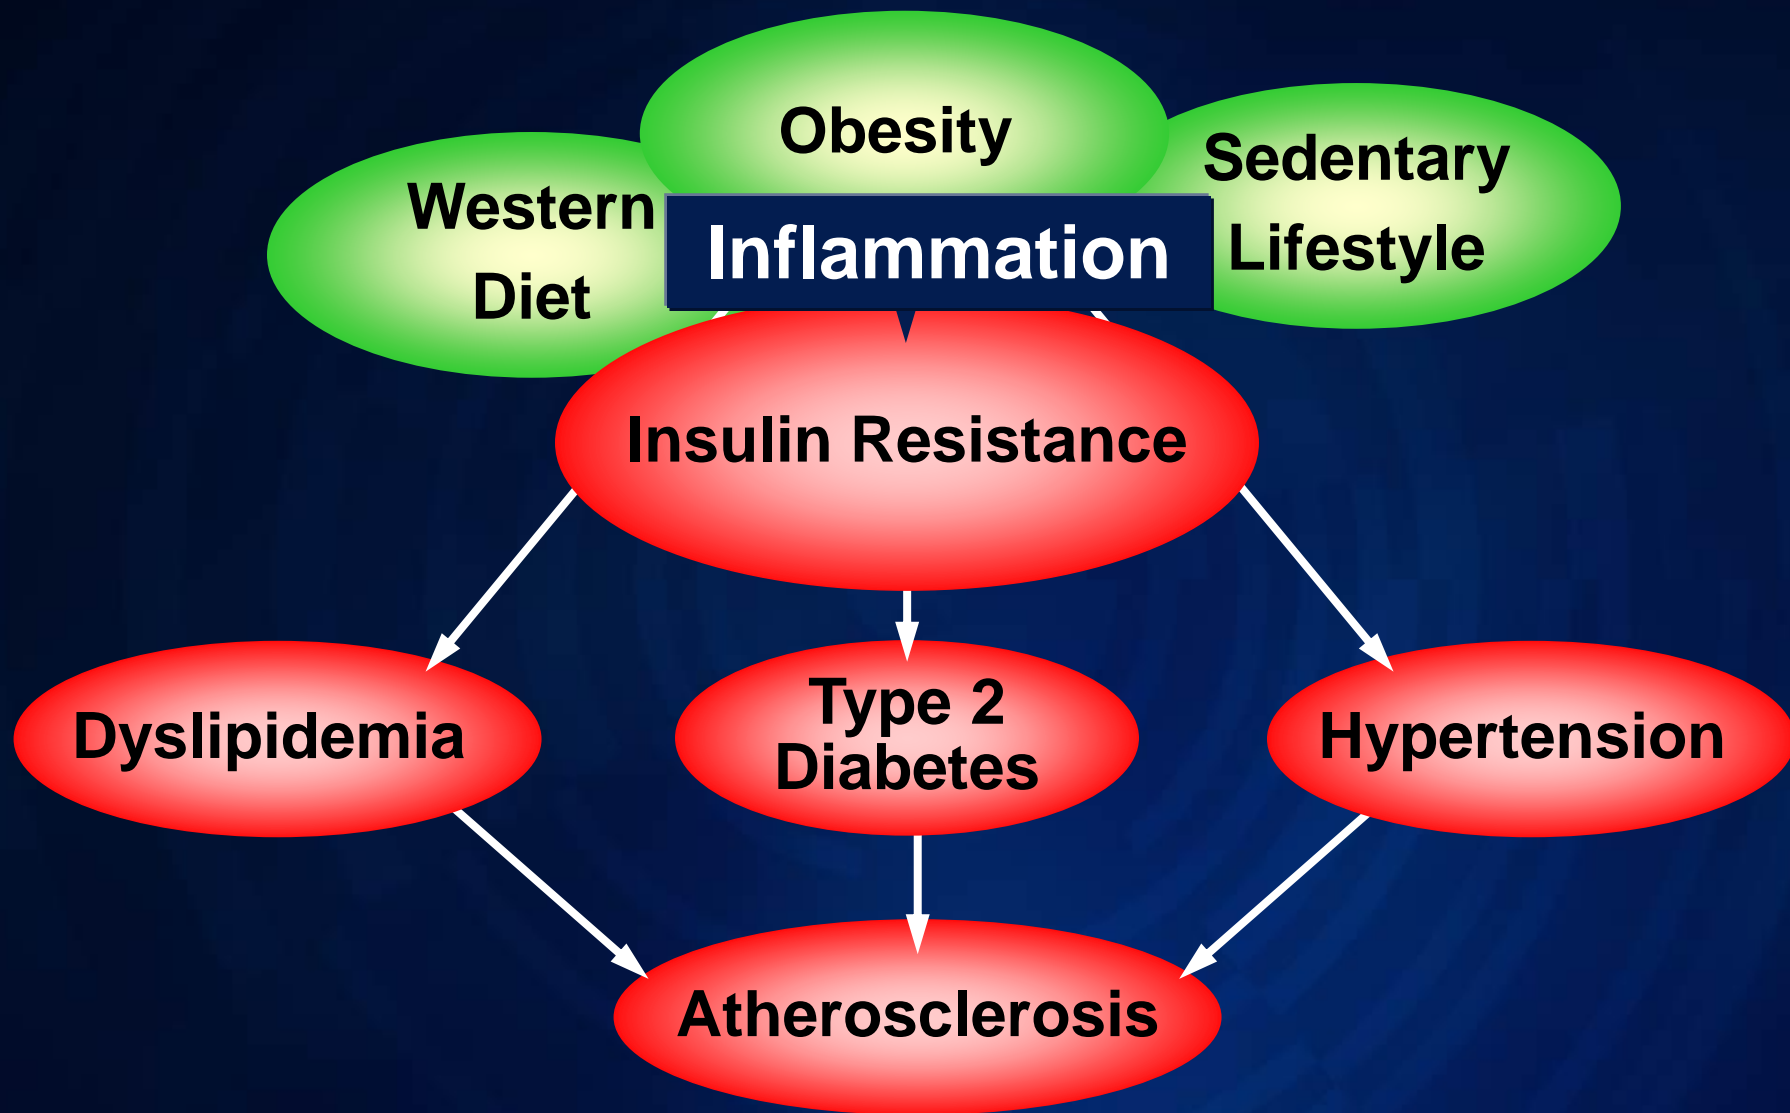 Obesity
Western
Diet
Sedentary
Lifestyle
Inflammation
Insulin Resistance
Dyslipidemia
Type 2
Diabetes
Hypertension
Atherosclerosis